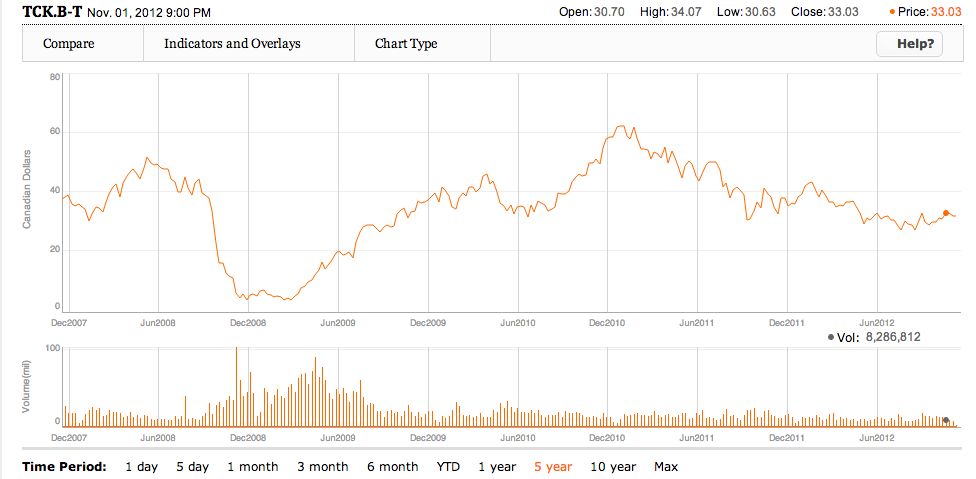 TCK.B-T Nov. 01, 2012 9:00 PM Open: 30.70 High: 34.07 Low: 30.63 Close: 33.03 Price: 33.03
Compare Indicators and Overlays Chart Type Help?
80
60
40
20
0
Canadian Dollars
Dec2007 Jun2008 Dec2008 Jun2009 Dec2009 Jun2010 Dec2010 Jun2011 Dec2011 Jun2012
Vol: 8,286,812
100
0
Volume(mil)
Dec2007 Jun2008 Dec2008 Jun2009 Dec2009 Jun2010 Dec2010 Jun2011 Dec2011 Jun2012
Time Period: 1 day 5 day 1 month 3 month 6 month YTD 1 year 5 year 10 year Max